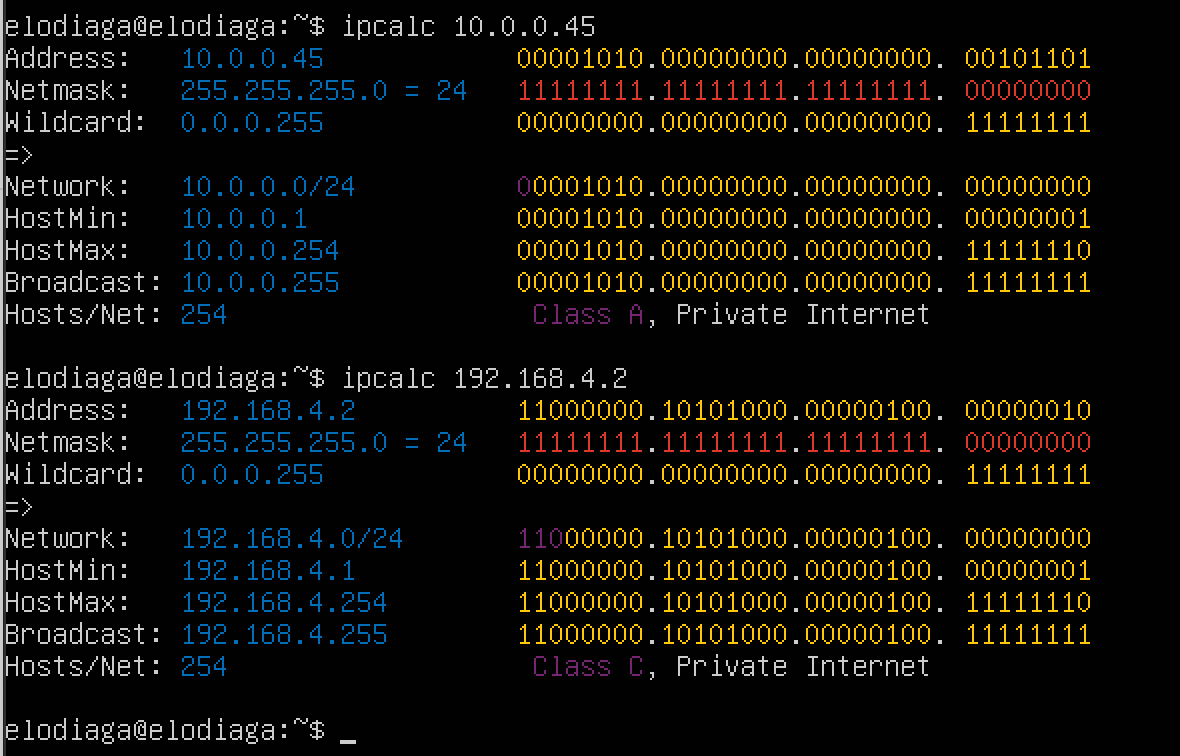 elodiaga@elodiaga:~$ ipcalc 10.0.0.45
Address:   10.0.0.45            00001010.00000000.00000000. 00101101
Netmask:   255.255.255.0 = 24   11111111.11111111.11111111. 00000000
Wildcard:  0.0.0.255            00000000.00000000.00000000. 11111111
=>
Network:   10.0.0.0/24          00001010.00000000.00000000. 00000000
HostMin:   10.0.0.1             00001010.00000000.00000000. 00000001
HostMax:   10.0.0.254           00001010.00000000.00000000. 11111110
Broadcast: 10.0.0.255           00001010.00000000.00000000. 11111111
Hosts/Net: 254                   Class A, Private Internet
elodiaga@elodiaga:~$ ipcalc 192.168.4.2
Address:   192.168.4.2          11000000.10101000.00000100. 00000010
Netmask:   255.255.255.0 = 24   11111111.11111111.11111111. 00000000
Wildcard:  0.0.0.255            00000000.00000000.00000000. 11111111
=>
Network:   192.168.4.0/24       11000000.10101000.00000100. 00000000
HostMin:   192.168.4.1          11000000.10101000.00000100. 00000001
HostMax:   192.168.4.254        11000000.10101000.00000100. 11111110
Broadcast: 192.168.4.255        11000000.10101000.00000100. 11111111
Hosts/Net: 254                   Class C, Private Internet
elodiaga@elodiaga:~$ _